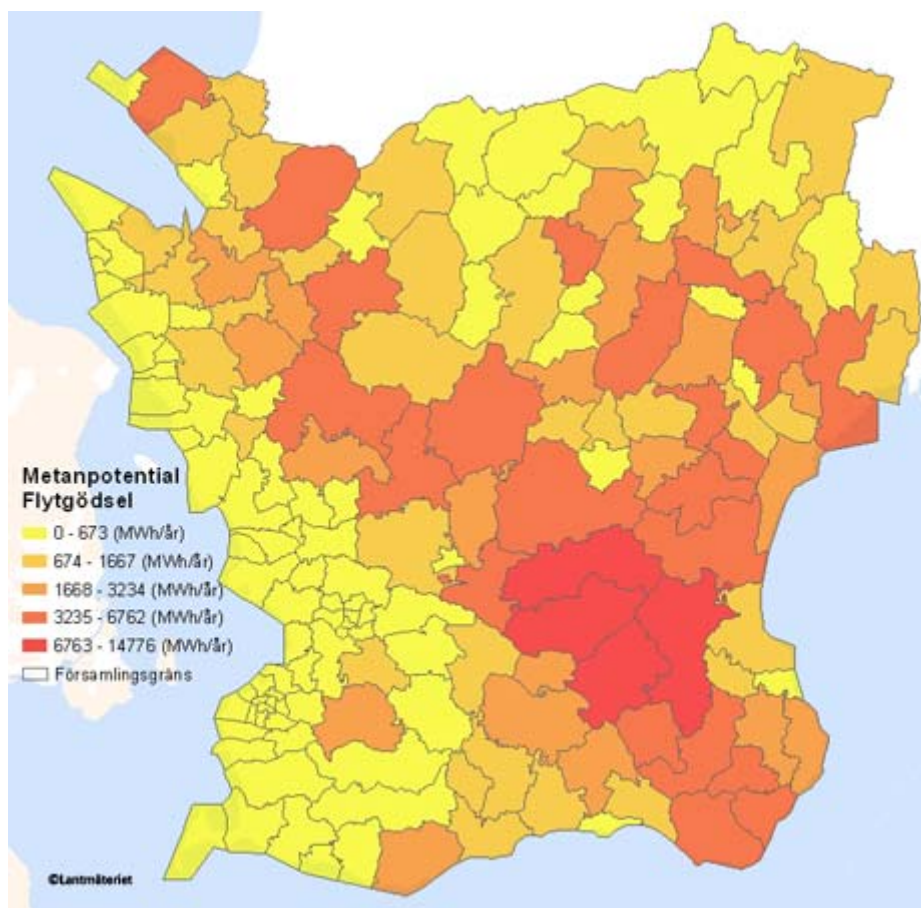 Metanpotential
Flytgödsel
0 - 673 (MWh/år)
674 - 1667 (MWh/år)
1668 - 3234 (MWh/år)
3235 - 6762 (MWh/år)
6763 - 14776 (MWh/år)
Församlingsgräns
©Lantmäteriet